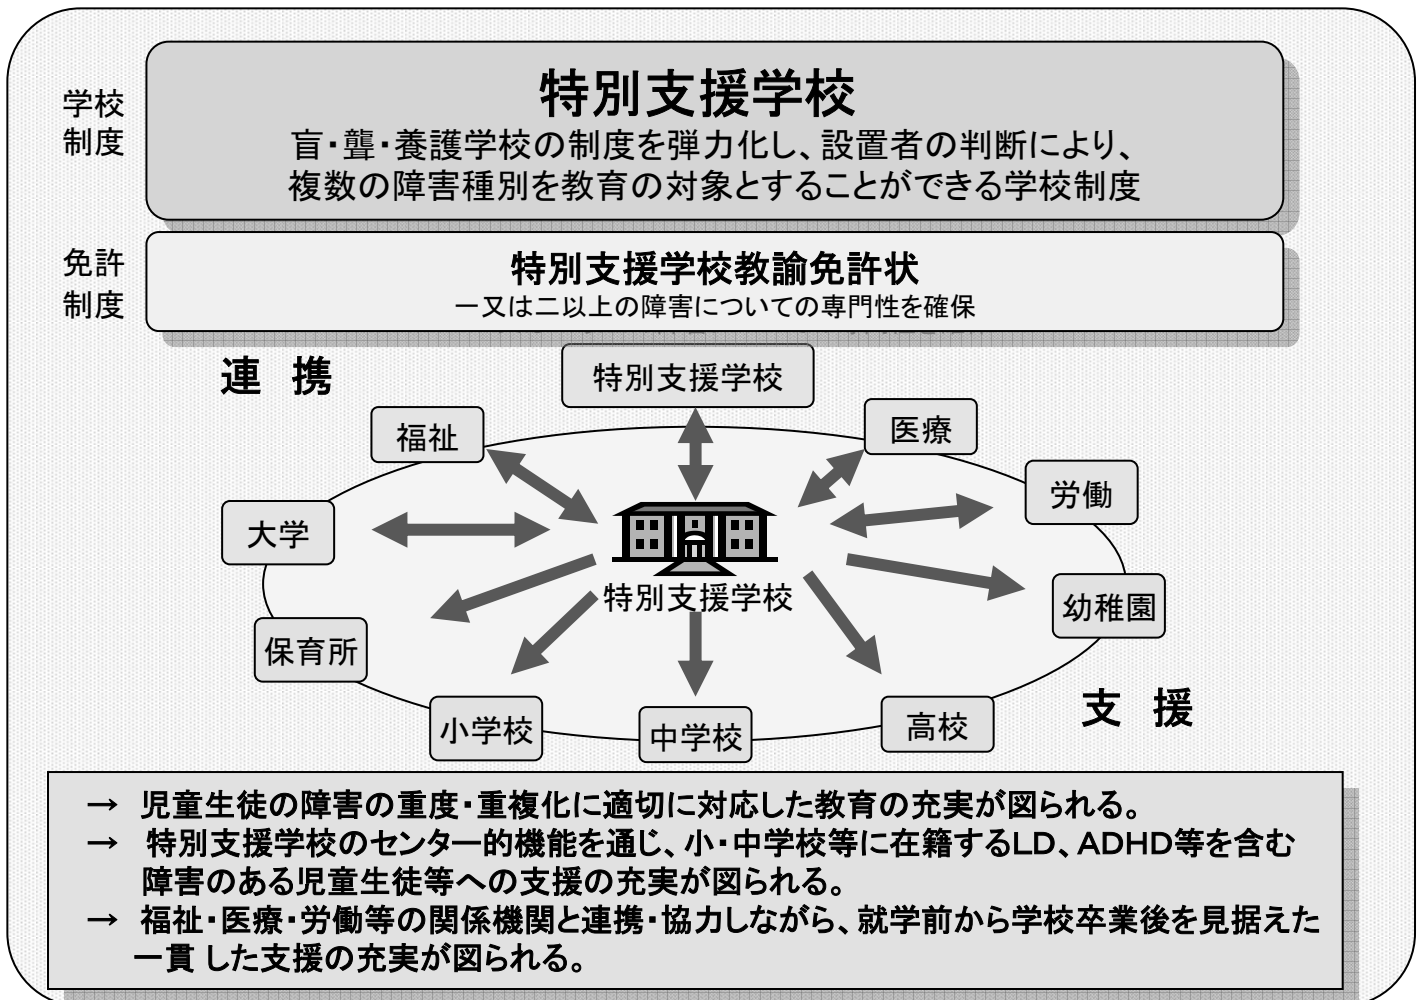 学校
制度
特別支援学校
盲・聾・養護学校の制度を弾力化し、設置者の判断により、
複数の障害種別を教育の対象とすることができる学校制度
免許
制度
特別支援学校教諭免許状
一又は二以上の障害についての専門性を確保
連 携
特別支援学校
福祉
医療
労働
大学
特別支援学校
幼稚園
保育所
小学校
中学校
高校
支 援
→ 児童生徒の障害の重度・重複化に適切に対応した教育の充実が図られる。
→ 特別支援学校のセンター的機能を通じ、小・中学校等に在籍するLD、ADHD等を含む
障害のある児童生徒等への支援の充実が図られる。
→ 福祉・医療・労働等の関係機関と連携・協力しながら、就学前から学校卒業後を見据えた
一貫 した支援の充実が図られる。